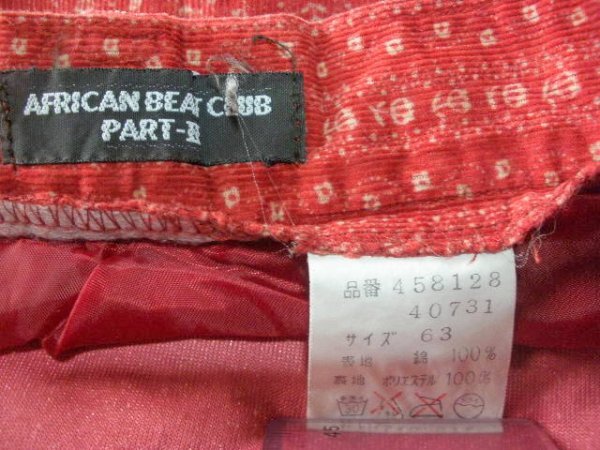 AFRICAN BEAT CLUB
PART-II
品番 458128
40731
サイズ 63
表地 綿 100%
裏地 ポリエステル 100%
45